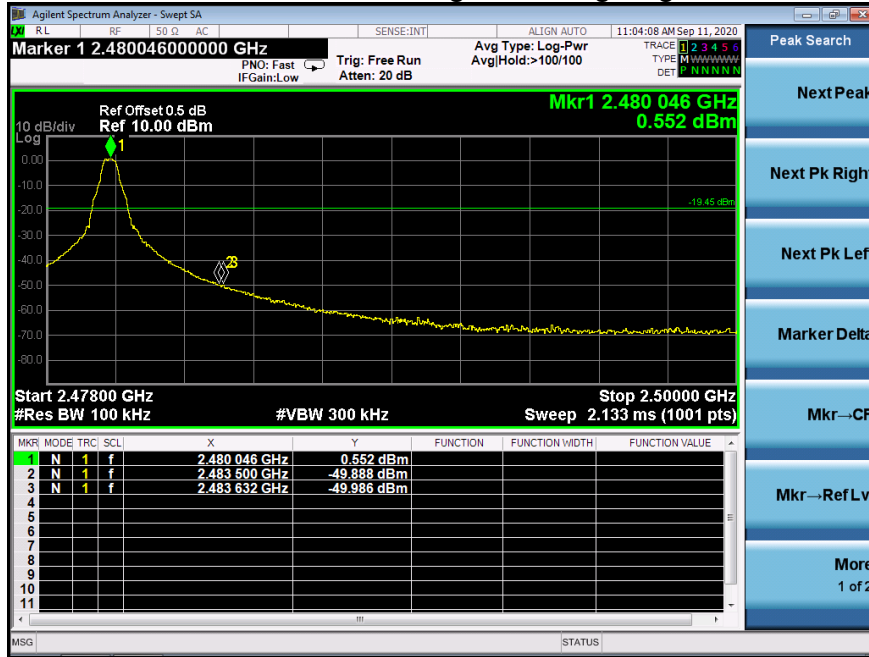 Agilent Spectrum Analyzer - Swept SA
RL RF 50 Ω AC SENSE:INT ALIGN AUTO 11:04:08 AM Sep 11, 2020
Marker 1 2.480046000000 GHz
PNO: Fast
IFGain:Low
Trig: Free Run
Atten: 20 dB
Avg Type: Log-Pwr
Avg|Hold:>100/100
TRACE 1 2 3 4 5 6
TYPE M W W W W W
DET P N N N N N
Peak Search
Mkr1 2.480 046 GHz
0.552 dBm
Ref Offset 0.5 dB
10 dB/div Ref 10.00 dBm
Log
1
0.00
-10.0
-20.0
-19.45 dBm
-30.0
-40.0
23
-50.0
-60.0
-70.0
-80.0
Start 2.47800 GHz Stop 2.50000 GHz
#Res BW 100 kHz #VBW 300 kHz Sweep 2.133 ms (1001 pts)
MKR MODE TRC SCL X Y FUNCTION FUNCTION WIDTH FUNCTION VALUE
1 N 1 f 2.480 046 GHz 0.552 dBm
2 N 1 f 2.483 500 GHz -49.888 dBm
3 N 1 f 2.483 632 GHz -49.986 dBm
4
5
6
7
8
9
10
11
MSG STATUS
Next Peak
Next Pk Right
Next Pk Left
Marker Delta
Mkr→CF
Mkr→Ref Lv
More
1 of 2